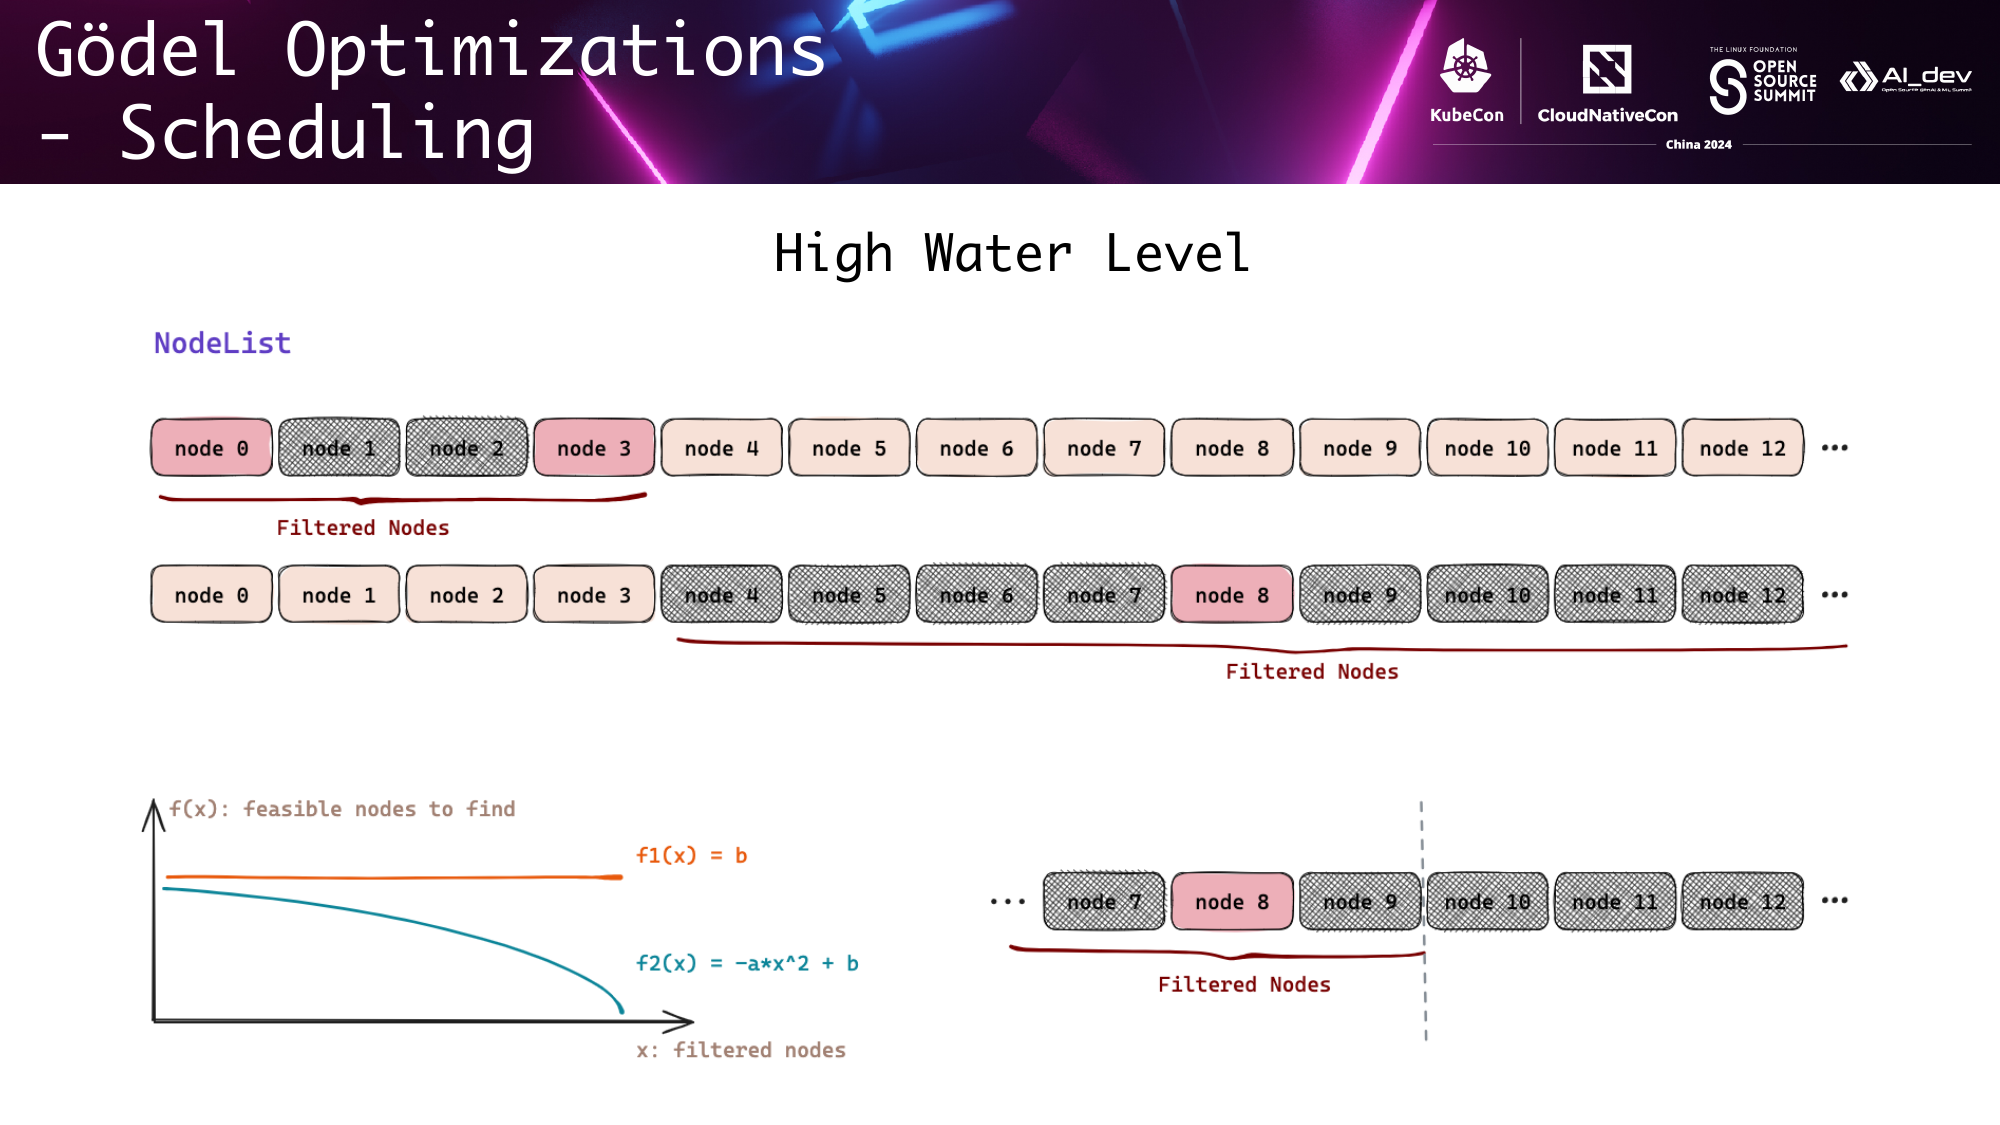 Gödel Optimizations
- Scheduling
KubeCon
CloudNativeCon
THE LINUX FOUNDATION
OPEN
SOURCE
SUMMIT
AI_dev
Open Source GenAI & ML Summit
China 2024
High Water Level
NodeList
node 0 node 1 node 2 node 3 node 4 node 5 node 6 node 7 node 8 node 9 node 10 node 11 node 12 ...
Filtered Nodes
node 0 node 1 node 2 node 3 node 4 node 5 node 6 node 7 node 8 node 9 node 10 node 11 node 12 ...
Filtered Nodes
f(x): feasible nodes to find
f1(x) = b
f2(x) = -a*x^2 + b
x: filtered nodes
... node 7 node 8 node 9 node 10 node 11 node 12 ...
Filtered Nodes